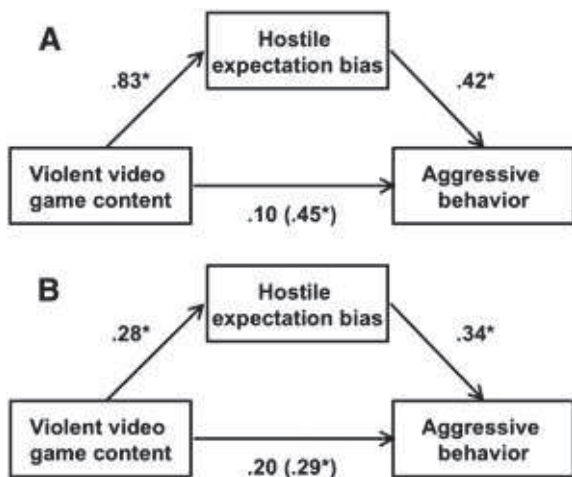 A
Hostile
expectation bias
.83*
.42*
Violent video
game content
Aggressive
behavior
.10 (.45*)
B
Hostile
expectation bias
.28*
.34*
Violent video
game content
Aggressive
behavior
.20 (.29*)